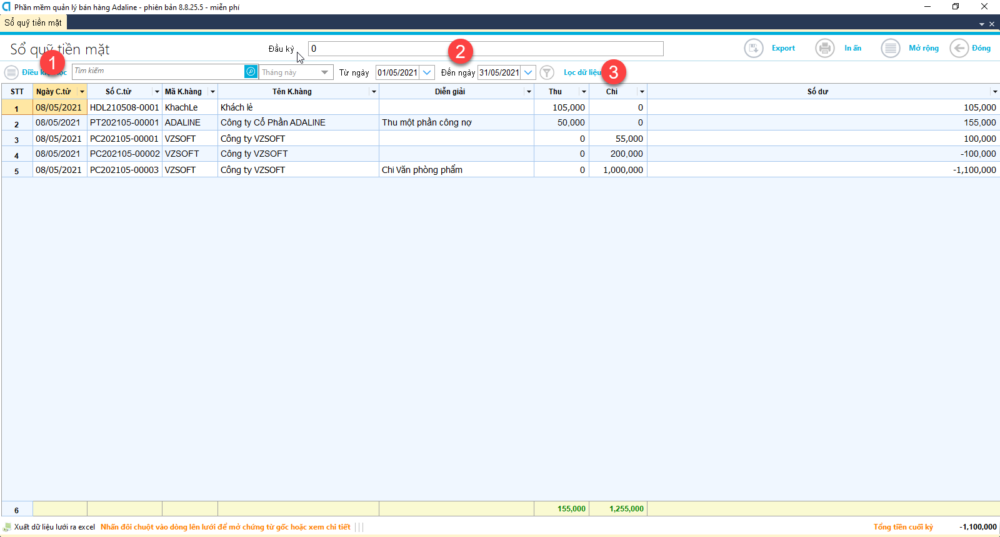 Phần mềm quản lý bán hàng Adaline - phiên bản 8.8.25.5 - miễn phí
Sổ quỹ tiền mặt
Sổ quỹ tiền mặt
Đầu kỳ 0 2 Export In ấn Mở rộng Đóng
1 Điều lọc Tìm kiếm Tháng này Từ ngày 01/05/2021 Đến ngày 31/05/2021 Lọc dữ liệu 3
STT Ngày C.từ Số C.từ Mã K.hàng Tên K.hàng Diễn giải Thu Chi Số dư
1 08/05/2021 HDL210508-0001 KhachLe Khách lẻ 105,000 0 105,000
2 08/05/2021 PT202105-00001 ADALINE Công ty Cổ Phần ADALINE Thu một phần công nợ 50,000 0 155,000
3 08/05/2021 PC202105-00001 VZSOFT Công ty VZSOFT 0 55,000 100,000
4 08/05/2021 PC202105-00002 VZSOFT Công ty VZSOFT 0 200,000 -100,000
5 08/05/2021 PC202105-00003 VZSOFT Công ty VZSOFT Chi Văn phòng phẩm 0 1,000,000 -1,100,000
6 155,000 1,255,000
Xuất dữ liệu lưới ra excel Nhấn đôi chuột vào dòng lên lưới để mở chứng từ gốc hoặc xem chi tiết Tổng tiền cuối kỳ -1,100,000